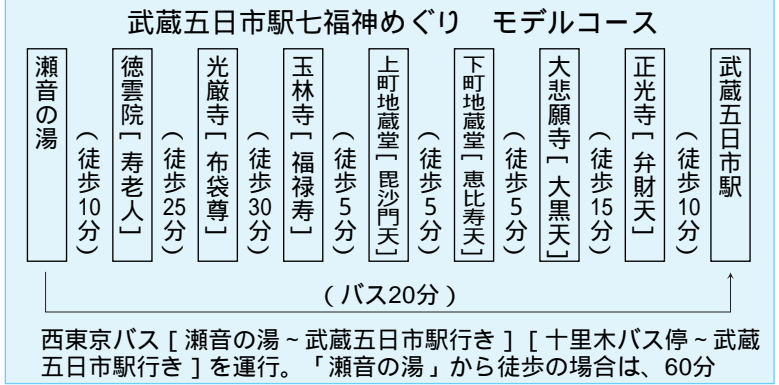 武蔵五日市駅七福神めぐり　モデルコース
武蔵五日市駅
（徒歩10分）
正光寺［弁財天］
（徒歩15分）
大悲願寺［大黒天］
（徒歩5分）
下町地蔵堂［恵比寿天］
（徒歩5分）
上町地蔵堂［毘沙門天］
（徒歩5分）
玉林寺［福禄寿］
（徒歩30分）
光厳寺［布袋尊］
（徒歩25分）
徳雲院［寿老人］
（徒歩10分）
瀬音の湯
（バス20分）
西東京バス［瀬音の湯～武蔵五日市駅行き］［十里木バス停～武蔵
五日市駅行き］を運行。「瀬音の湯」から徒歩の場合は、60分